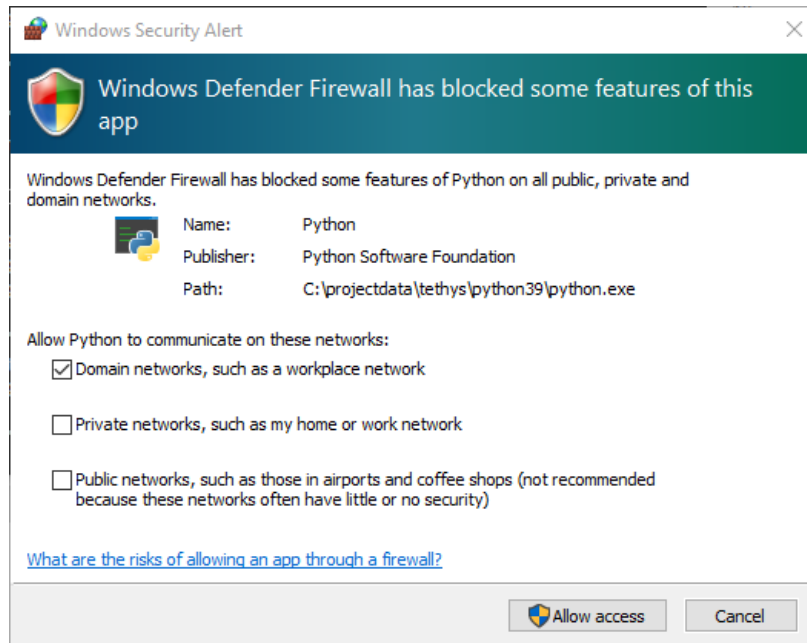 Windows Security Alert
Windows Defender Firewall has blocked some features of this
app
Windows Defender Firewall has blocked some features of Python on all public, private and
domain networks.
Name: Python
Publisher: Python Software Foundation
Path: C:\projectdata\tethys\python39\python.exe
Allow Python to communicate on these networks:
Domain networks, such as a workplace network
Private networks, such as my home or work network
Public networks, such as those in airports and coffee shops (not recommended
because these networks often have little or no security)
What are the risks of allowing an app through a firewall?
Allow access Cancel